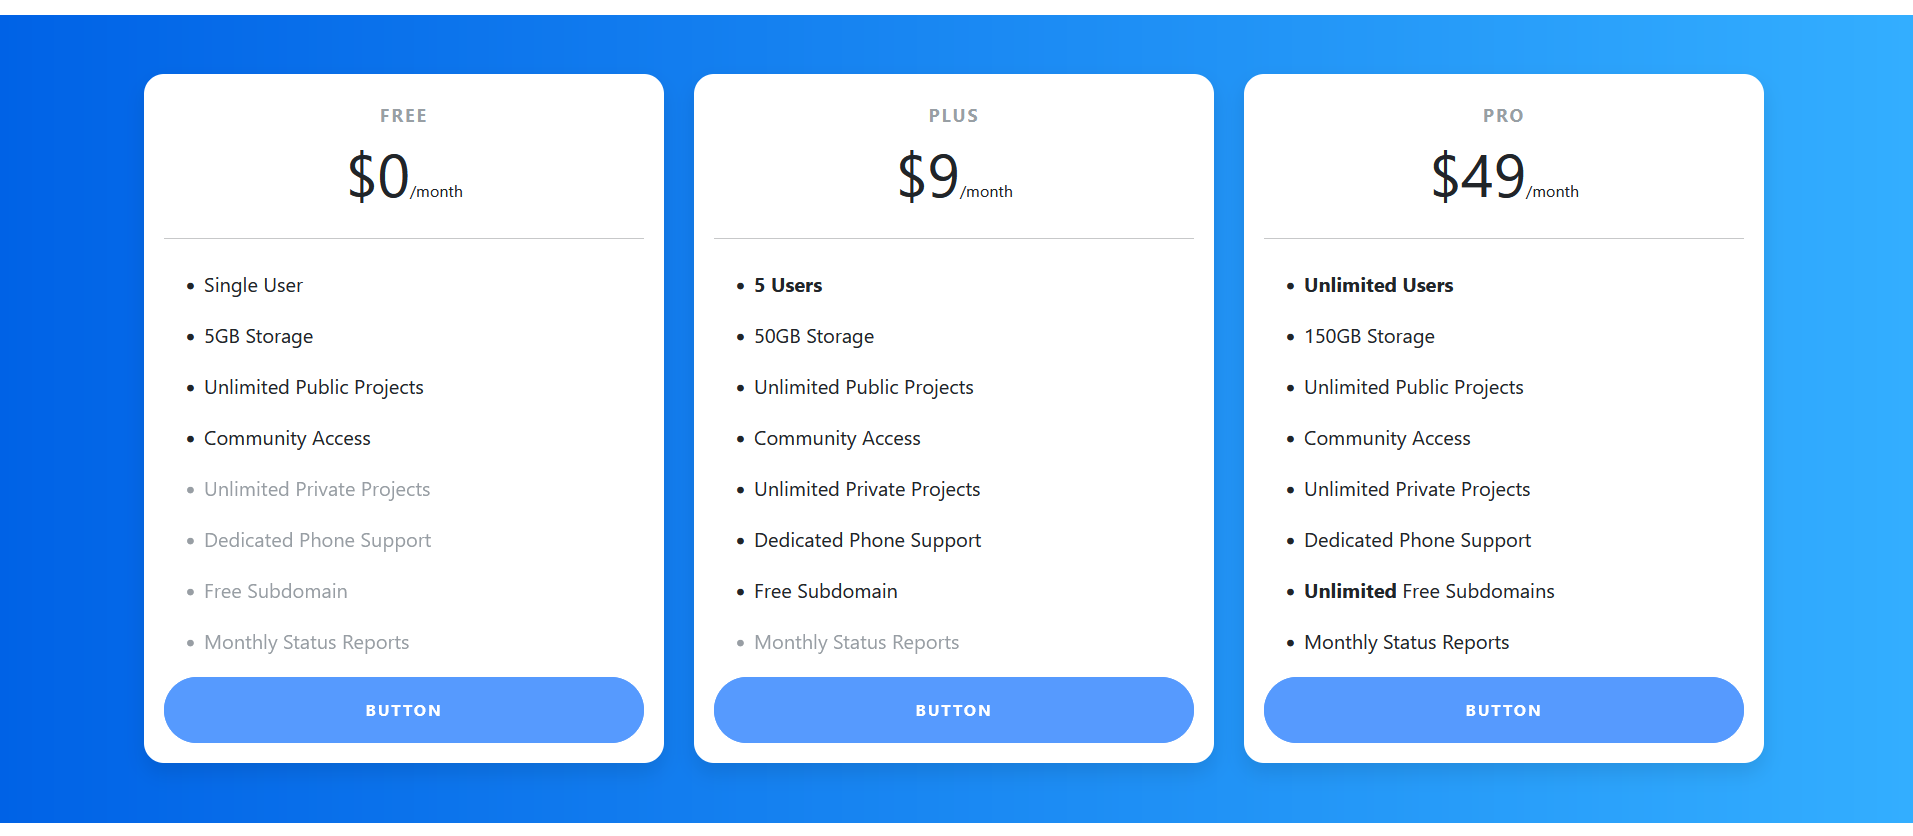 FREE
$0/month
• Single User
• 5GB Storage
• Unlimited Public Projects
• Community Access
• Unlimited Private Projects
• Dedicated Phone Support
• Free Subdomain
• Monthly Status Reports
BUTTON
PLUS
$9/month
• 5 Users
• 50GB Storage
• Unlimited Public Projects
• Community Access
• Unlimited Private Projects
• Dedicated Phone Support
• Free Subdomain
• Monthly Status Reports
BUTTON
PRO
$49/month
• Unlimited Users
• 150GB Storage
• Unlimited Public Projects
• Community Access
• Unlimited Private Projects
• Dedicated Phone Support
• Unlimited Free Subdomains
• Monthly Status Reports
BUTTON